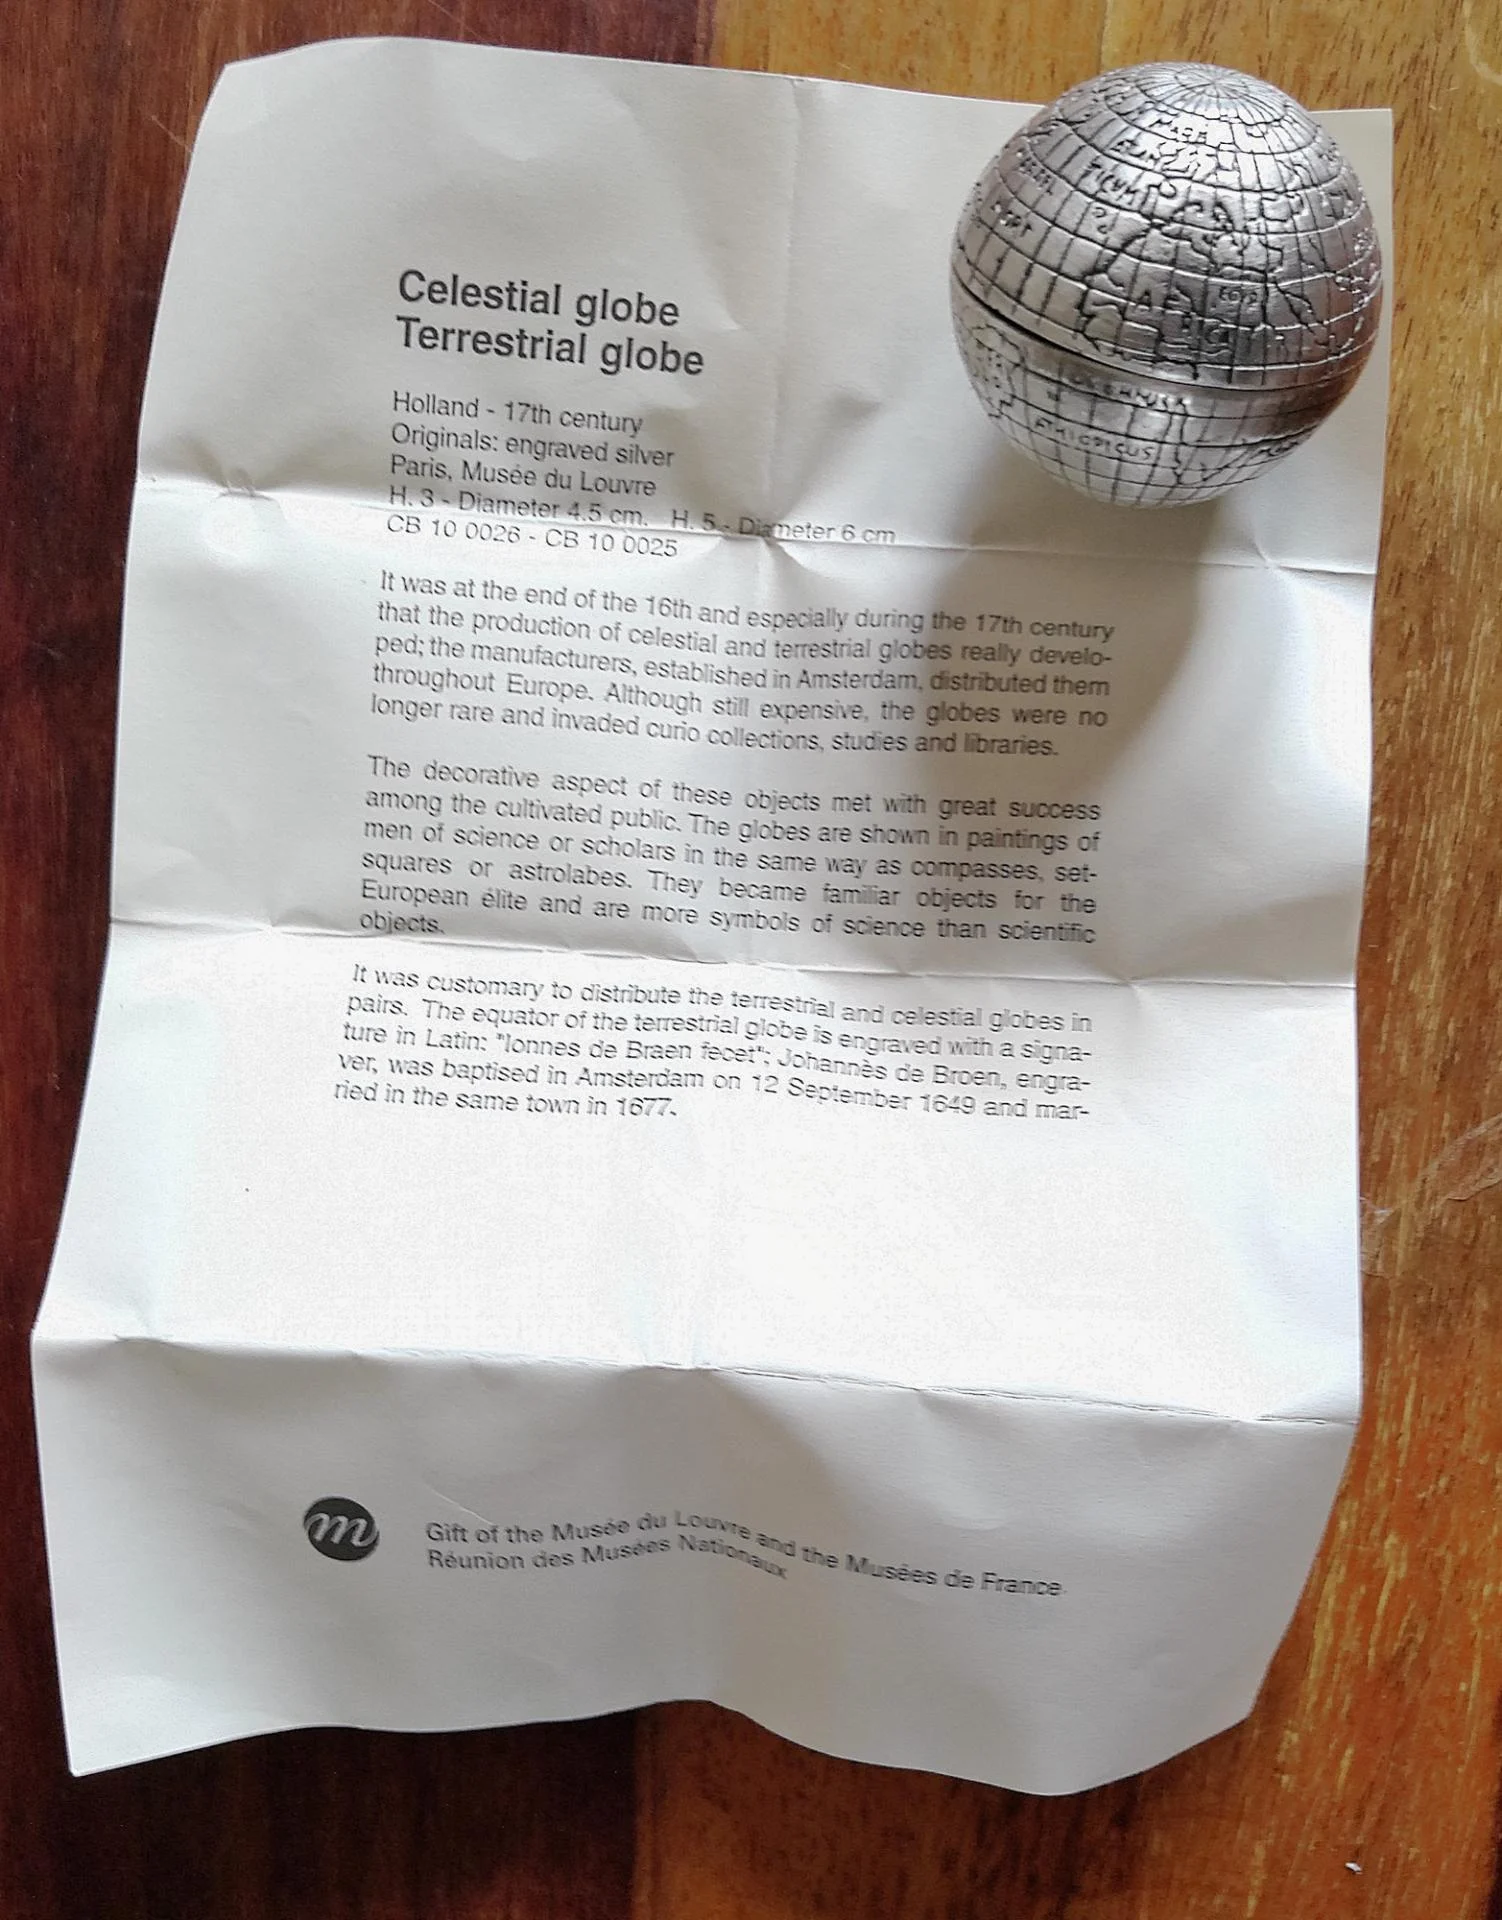 Celestial globe
Terrestrial globe
Holland - 17th century
Originals: engraved silver
Paris, Musée du Louvre
H. 3 - Diameter 4.5 cm.   H. 5 - Diameter 6 cm
CB 10 0026 - CB 10 0025
It was at the end of the 16th and especially during the 17th century
that the production of celestial and terrestrial globes really develo-
ped; the manufacturers, established in Amsterdam, distributed them
throughout Europe. Although still expensive, the globes were no
longer rare and invaded curio collections, studies and libraries.
The decorative aspect of these objects met with great success
among the cultivated public. The globes are shown in paintings of
men of science or scholars in the same way as compasses, set-
squares or astrolabes. They became familiar objects for the
European élite and are more symbols of science than scientific
objects.
It was customary to distribute the terrestrial and celestial globes in
pairs. The equator of the terrestrial globe is engraved with a signa-
ture in Latin: "Ionnes de Braen fecet"; Johannès de Broen, engra-
ver, was baptised in Amsterdam on 12 September 1649 and mar-
ried in the same town in 1677.
m
Gift of the Musée du Louvre and the Musées de France
Réunion des Musées Nationaux
ÆTHIOPICUS